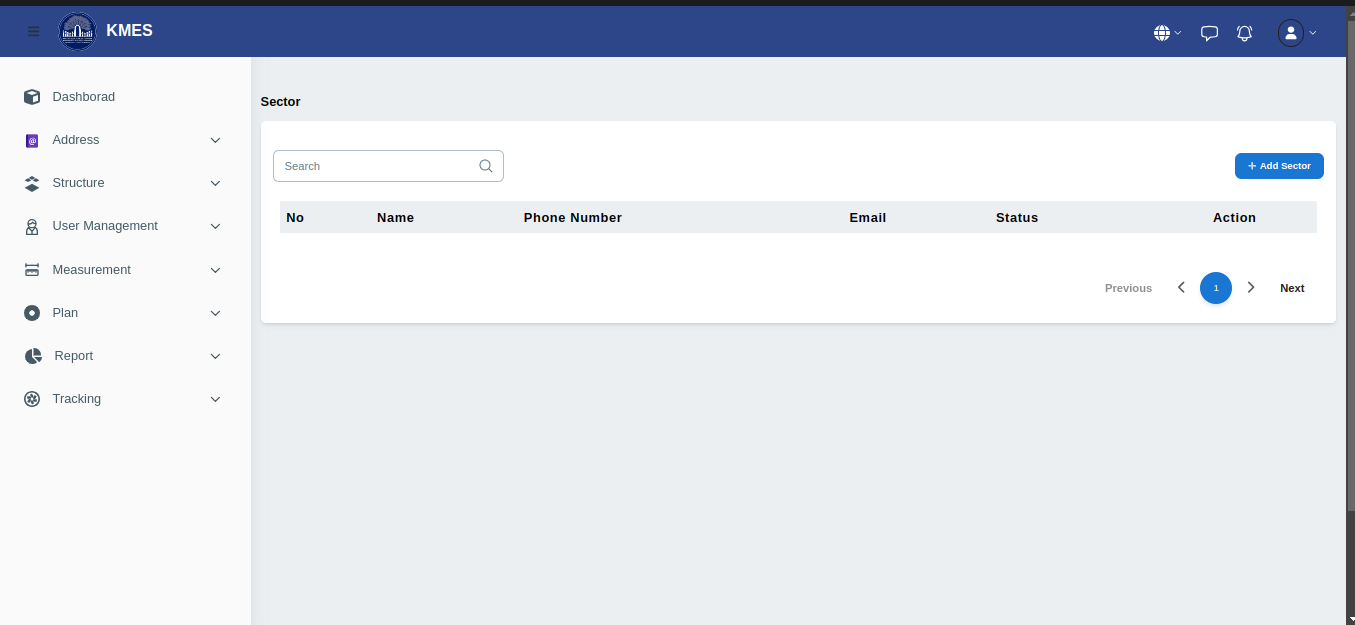 KMES
Dashborad
Address
Structure
User Management
Measurement
Plan
Report
Tracking
Sector
Search
+ Add Sector
No Name Phone Number Email Status Action
Previous 1 Next